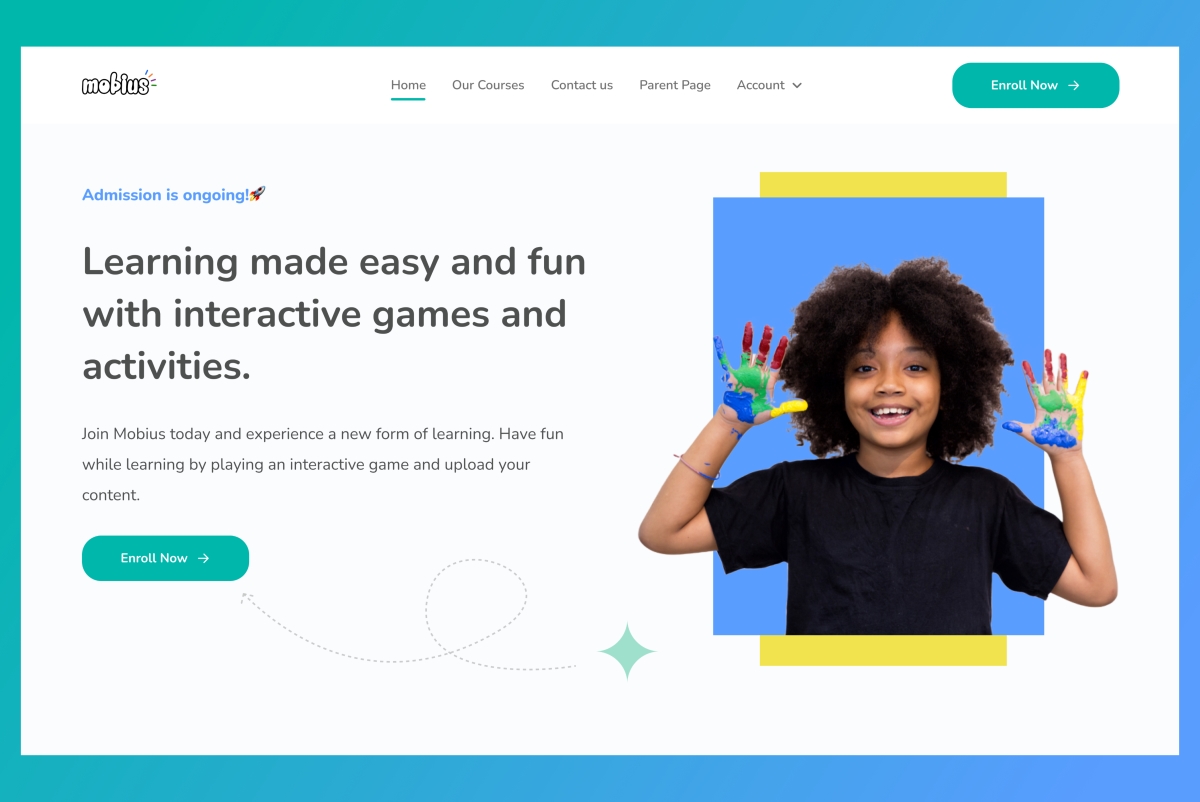 mobius
Home Our Courses Contact us Parent Page Account
Enroll Now
Admission is ongoing!🚀
Learning made easy and fun
with interactive games and
activities.
Join Mobius today and experience a new form of learning. Have fun
while learning by playing an interactive game and upload your
content.
Enroll Now